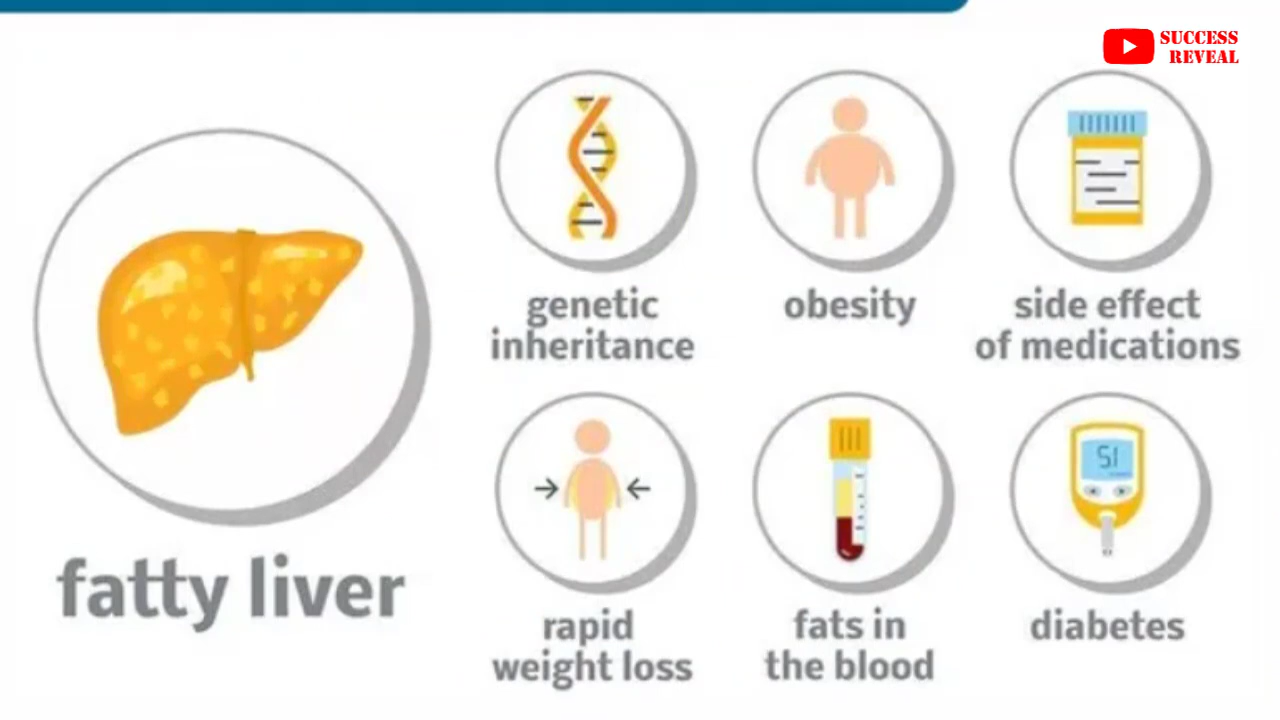 SUCCESS
REVEAL
genetic
inheritance
obesity
side effect
of medications
fatty liver
rapid
weight loss
fats in
the blood
51
diabetes